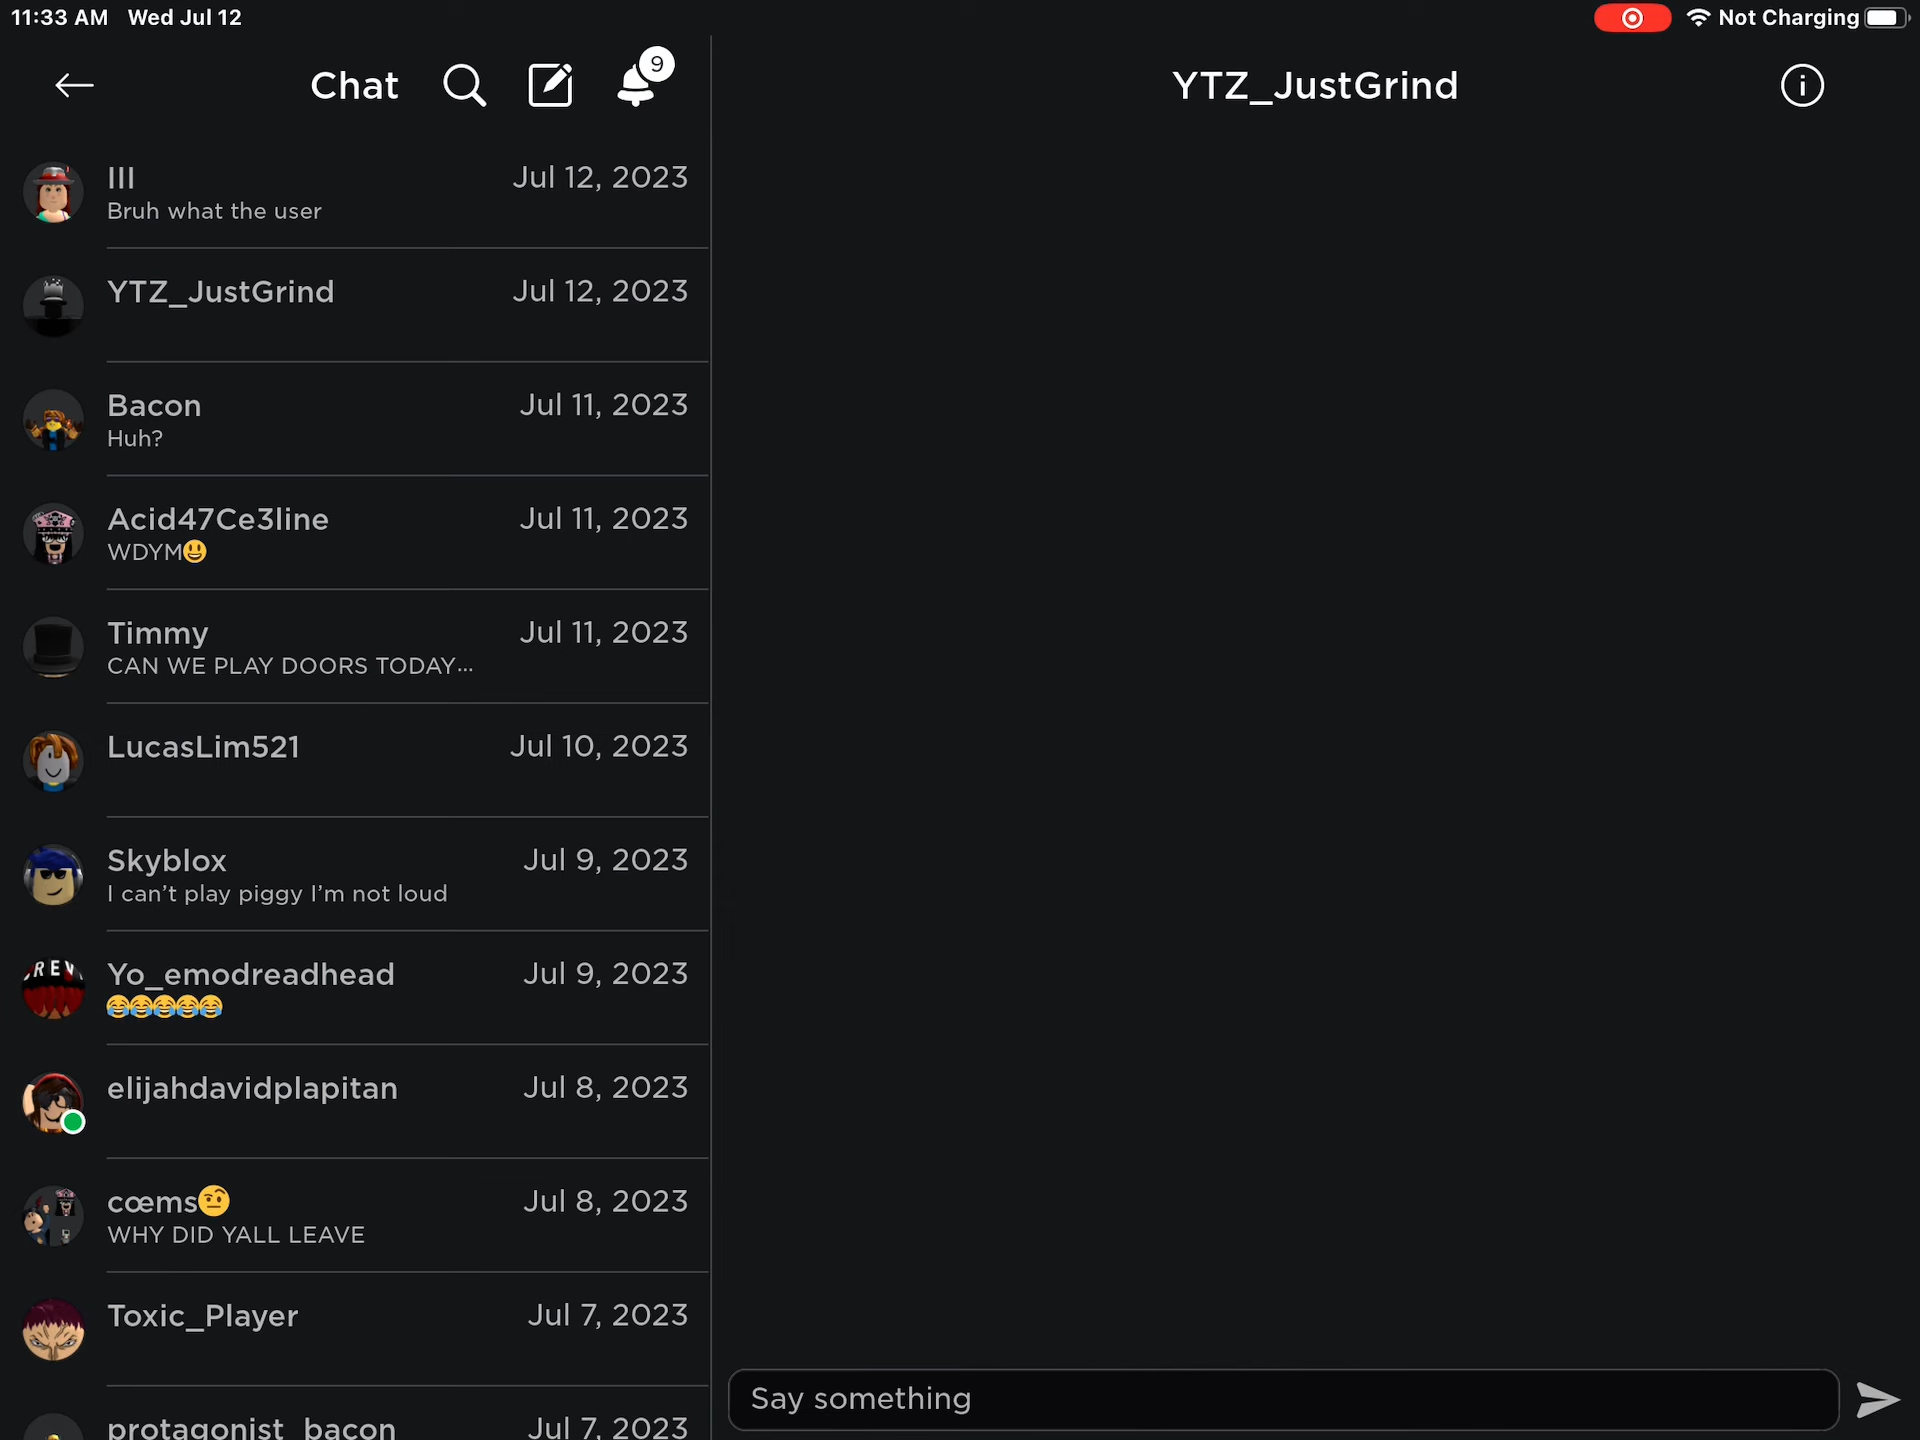 11:33 AM Wed Jul 12
Not Charging
Chat
9
YTZ_JustGrind
III Jul 12, 2023
Bruh what the user
YTZ_JustGrind Jul 12, 2023
Bacon Jul 11, 2023
Huh?
Acid47Ce3line Jul 11, 2023
WDYM😃
Timmy Jul 11, 2023
CAN WE PLAY DOORS TODAY...
LucasLim521 Jul 10, 2023
Skyblox Jul 9, 2023
I can’t play piggy I’m not loud
REV
Yo_emodreadhead Jul 9, 2023
😂😂😂😂😂
elijahdavidplapitan Jul 8, 2023
cœms🤨 Jul 8, 2023
WHY DID YALL LEAVE
Toxic_Player Jul 7, 2023
protagonist_bacon Jul 7, 2023
Say something